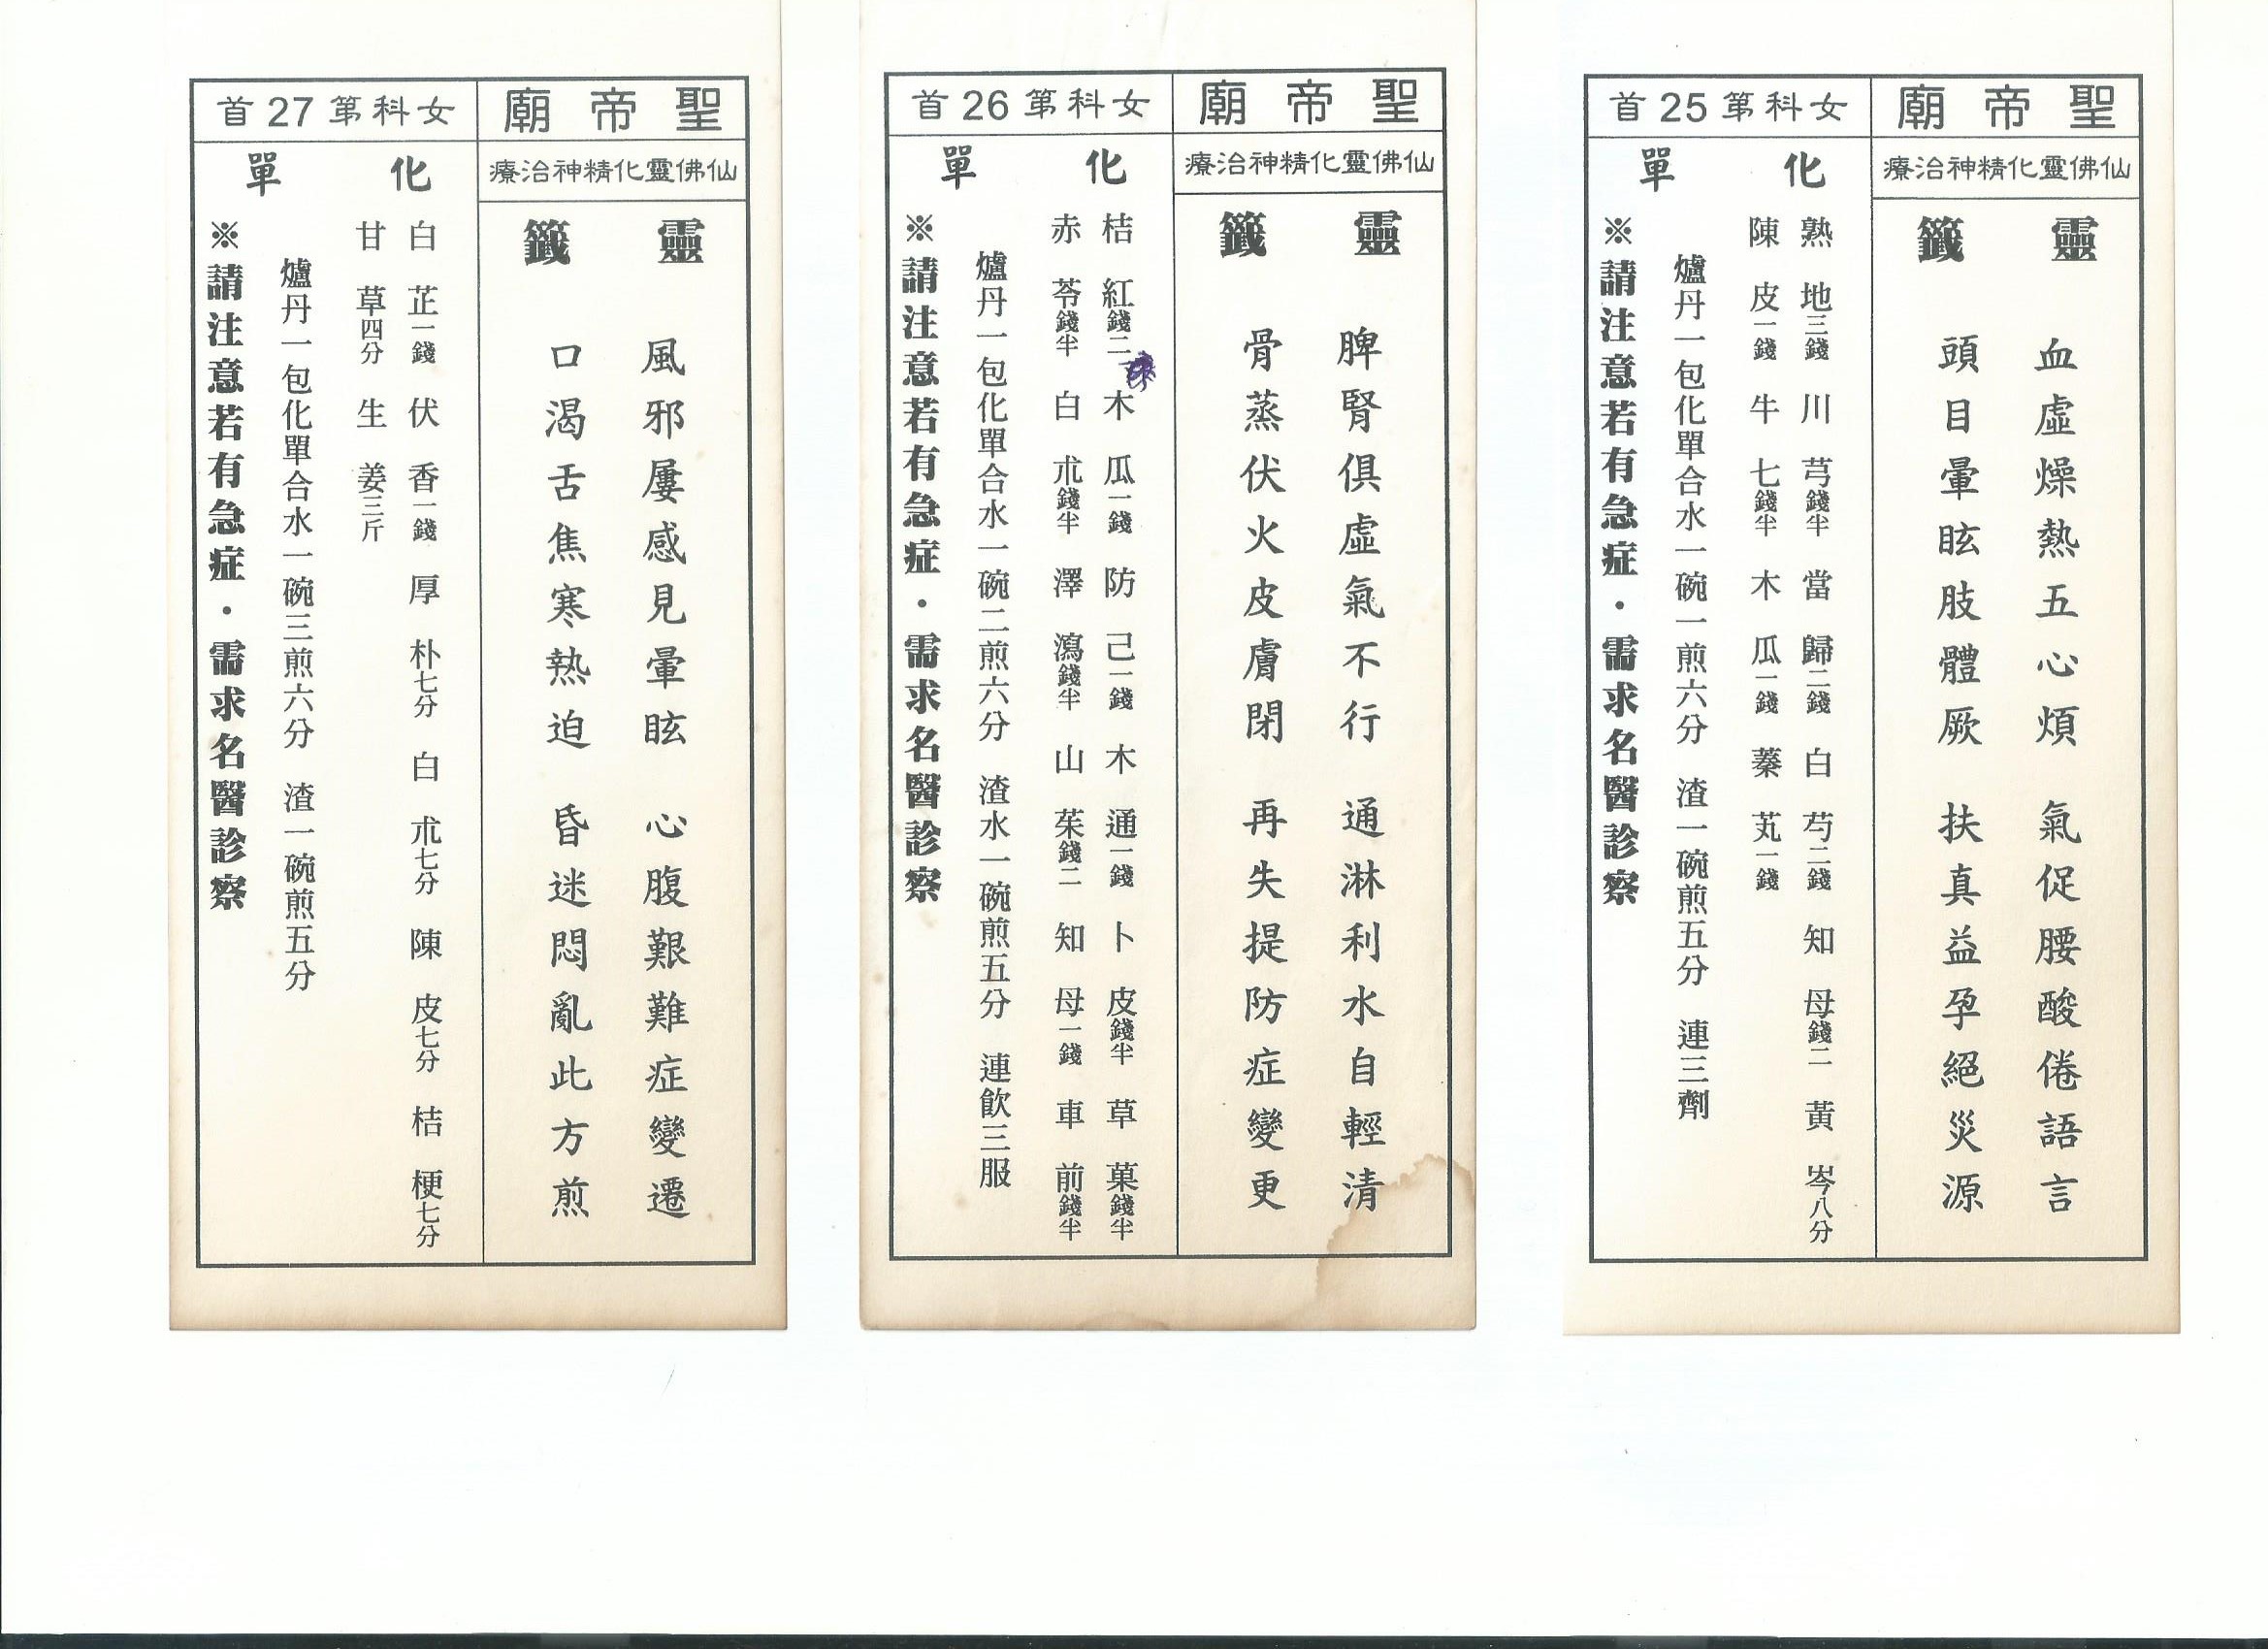 聖帝廟
女科第25首
仙佛靈化精神治療
靈籤
血虛燥熱五心煩　氣促腰酸倦語言
頭目暈眩肢體厥　扶真益孕絕災源
化單
熟地三錢　川芎錢半　當歸二錢　白芍二錢　知母錢二　黃岑八分
陳皮一錢　牛七錢半　木瓜一錢　蓁芃一錢
爐丹一包化單合水一碗一煎六分　渣一碗煎五分　連三劑
※請注意若有急症・需求名醫診察
聖帝廟
女科第26首
仙佛靈化精神治療
靈籤
脾腎俱虛氣不行　通淋利水自輕清
骨蒸伏火皮膚閉　再失提防症變更
化單
桔紅錢二　木瓜一錢　防己一錢　木通一錢　卜皮錢半　草菓錢半
赤苓錢半　白朮錢半　澤瀉錢半　山茱錢二　知母一錢　車前錢半
爐丹一包化單合水一碗二煎六分　渣水一碗煎五分　連飲三服
※請注意若有急症・需求名醫診察
聖帝廟
女科第27首
仙佛靈化精神治療
靈籤
風邪屢感見暈眩　心腹艱難症變遷
口渴舌焦寒熱迫　昏迷悶亂此方煎
化單
白芷一錢　伏香一錢　厚朴七分　白朮七分　陳皮七分　桔梗七分
甘草四分　生姜三斤
爐丹一包化單合水一碗三煎六分　渣一碗煎五分
※請注意若有急症・需求名醫診察